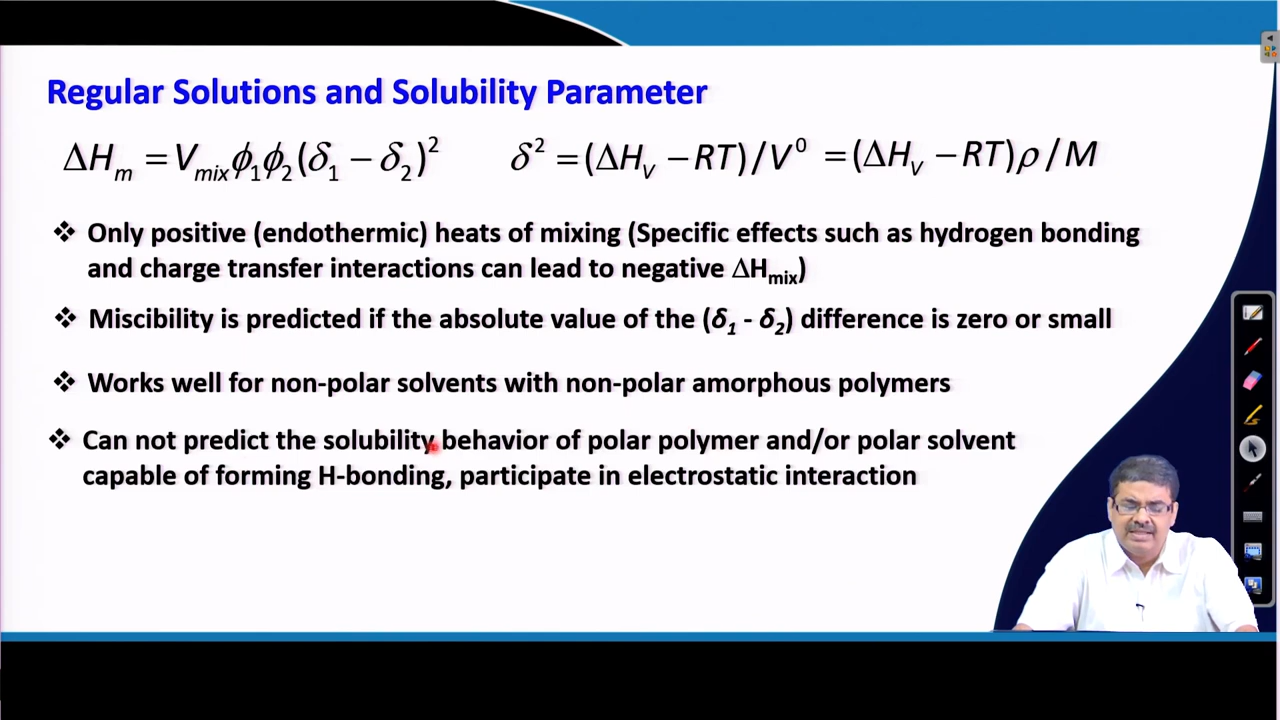 Regular Solutions and Solubility Parameter
ΔH_m = V_mix ϕ_1 ϕ_2 (δ_1 − δ_2)^2 δ^2 = (ΔH_V − RT) / V^0 = (ΔH_V − RT)ρ / M
❖ Only positive (endothermic) heats of mixing (Specific effects such as hydrogen bonding
and charge transfer interactions can lead to negative ΔH_mix)
❖ Miscibility is predicted if the absolute value of the (δ_1 - δ_2) difference is zero or small
❖ Works well for non-polar solvents with non-polar amorphous polymers
❖ Can not predict the solubility behavior of polar polymer and/or polar solvent
capable of forming H-bonding, participate in electrostatic interaction